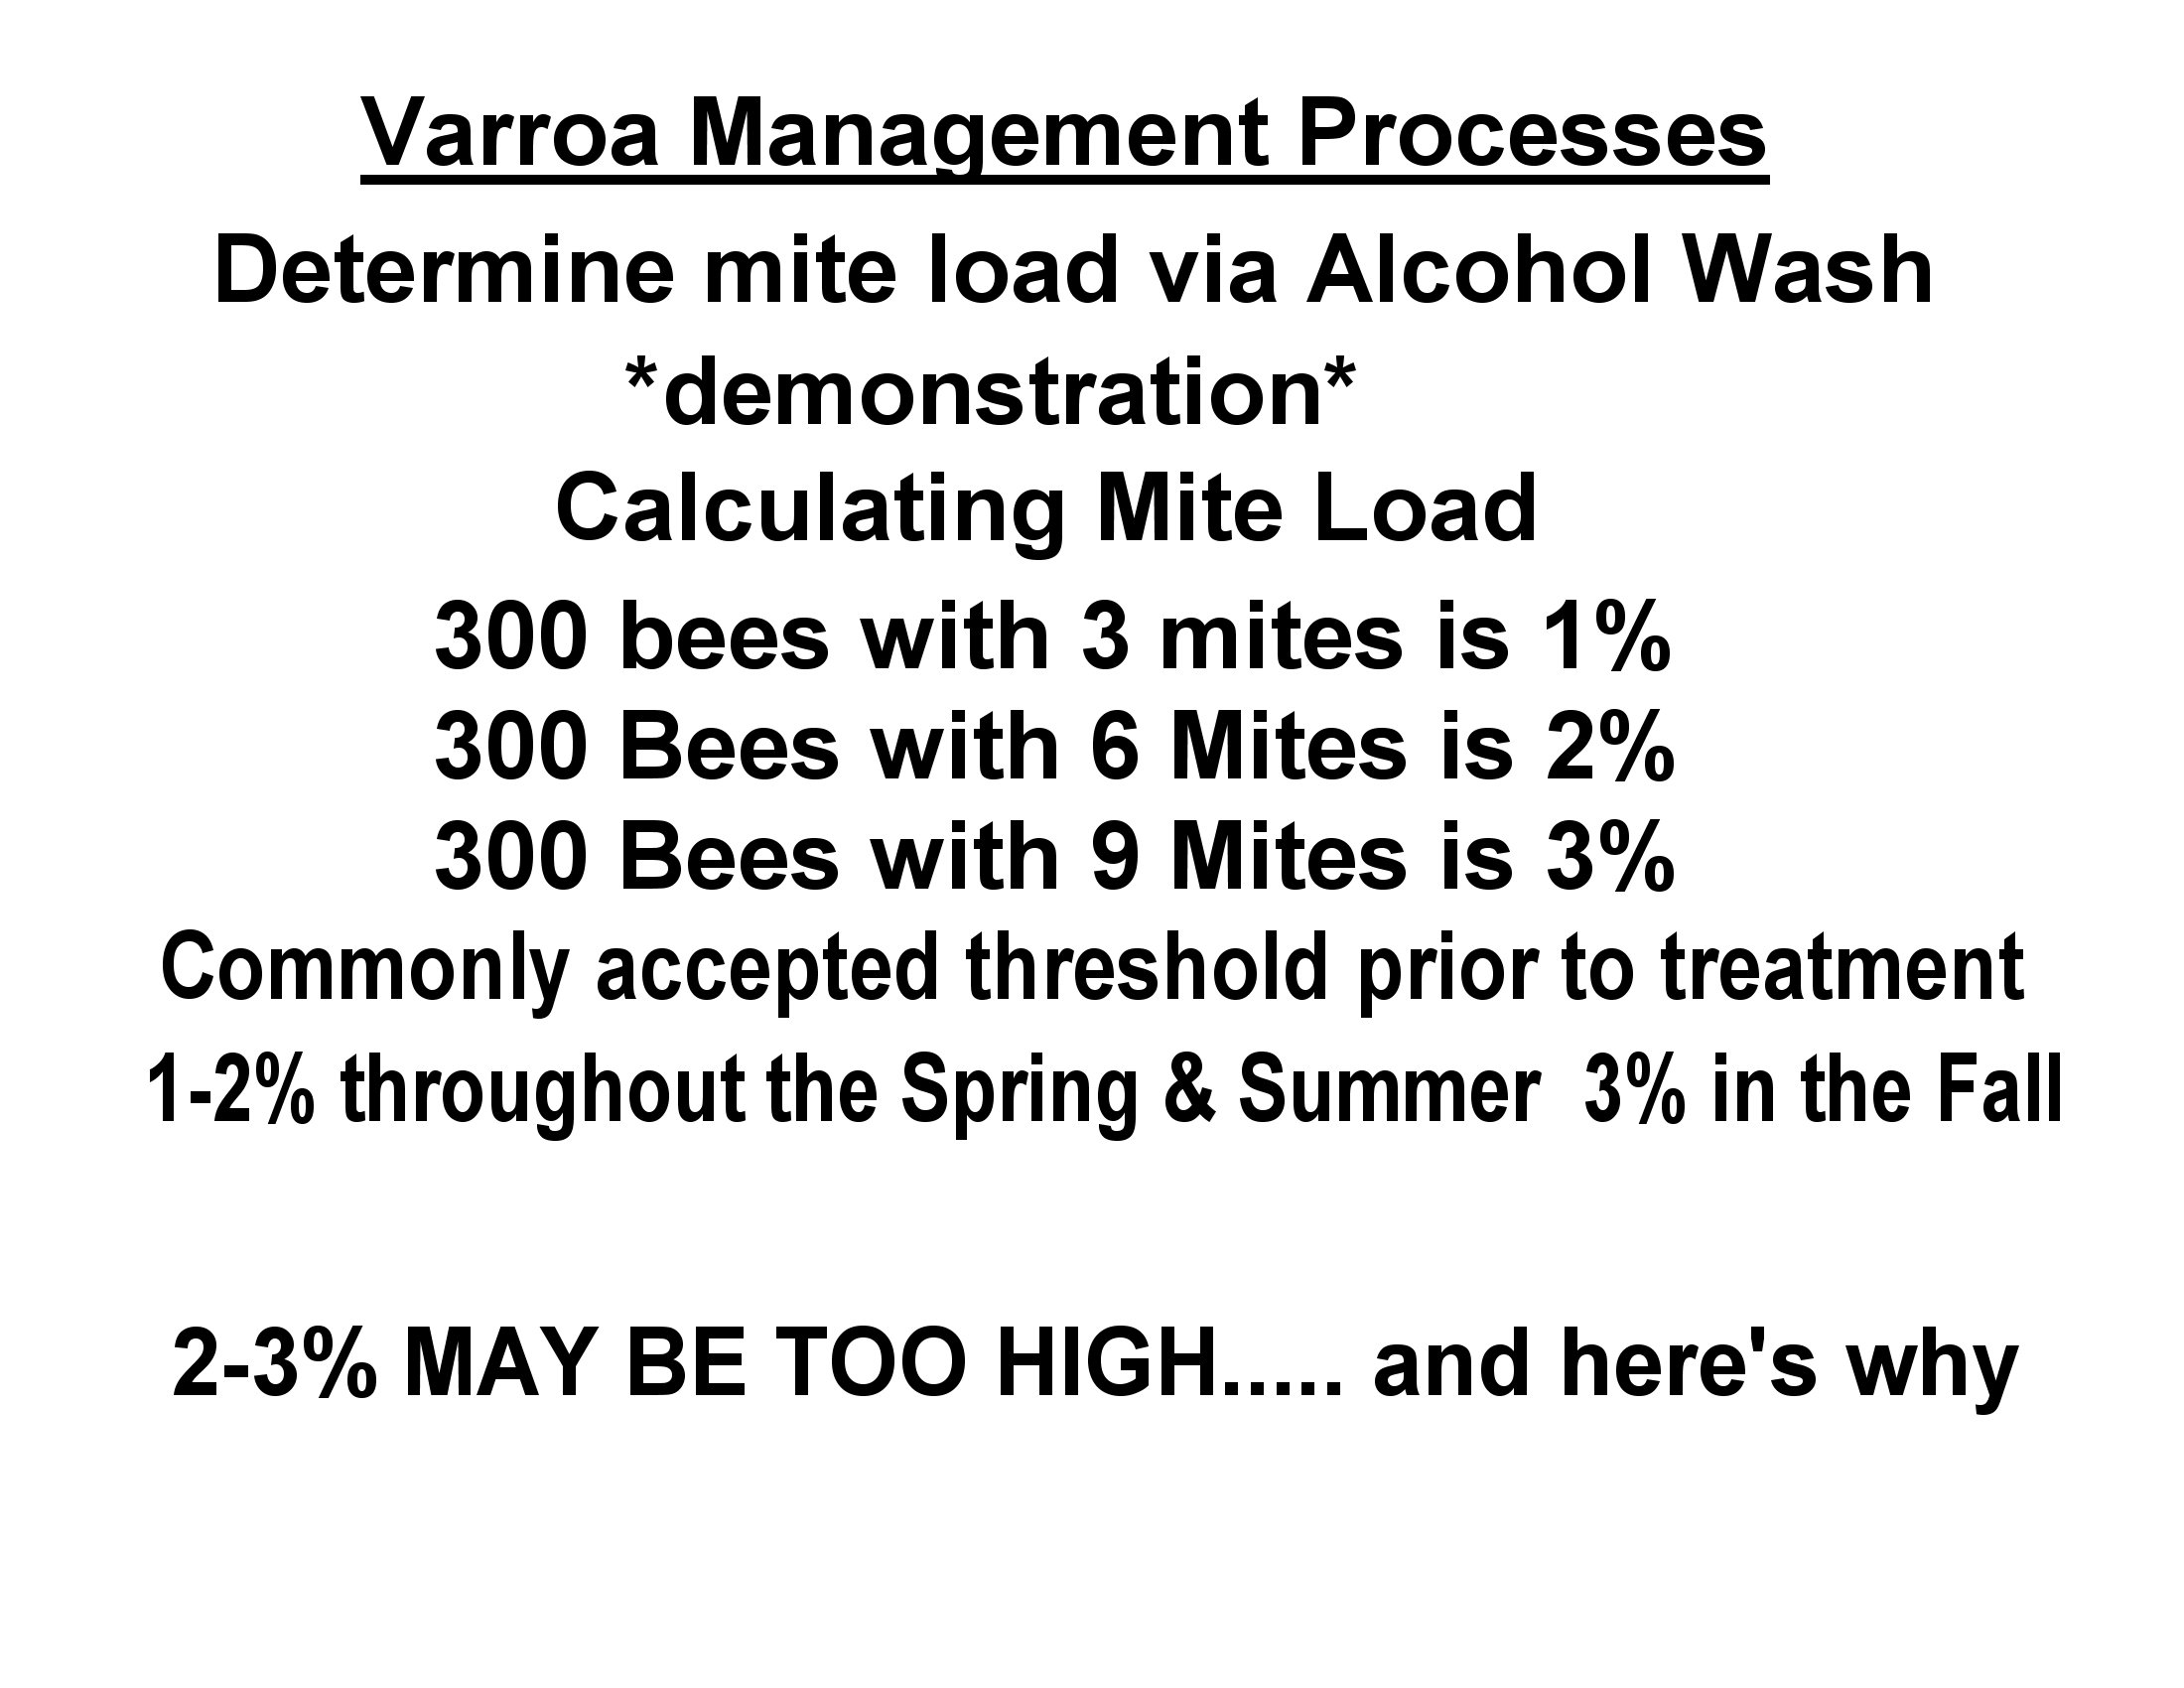 Varroa Management Processes
Determine mite load via Alcohol Wash
*demonstration*
Calculating Mite Load
300 bees with 3 mites is 1%
300 Bees with 6 Mites is 2%
300 Bees with 9 Mites is 3%
Commonly accepted threshold prior to treatment
1-2% throughout the Spring & Summer  3% in the Fall
2-3% MAY BE TOO HIGH..... and here's why